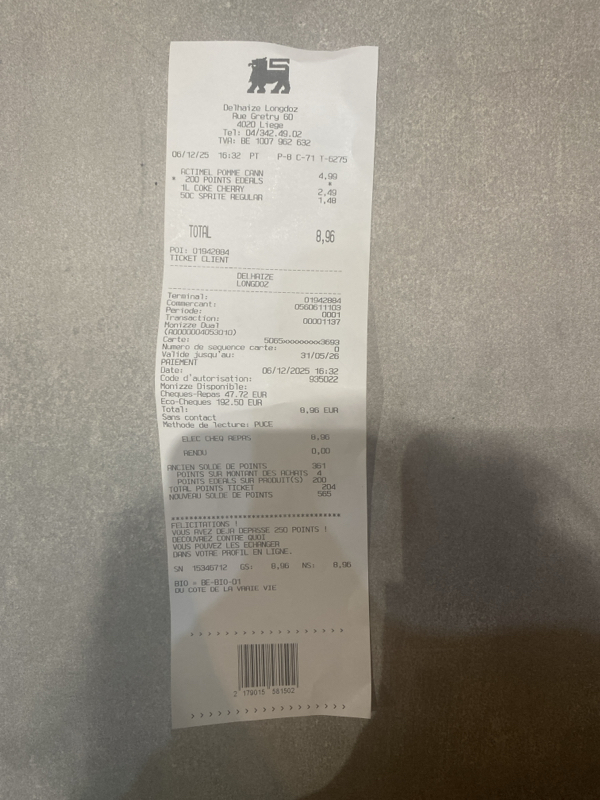 Delhaize Longdoz
Rue Gretry 60
4020 Liege
Tel: 04/342.49.02
TVA: BE 1007 962 632
06/12/25 16:32 PT P-8 C-71 T-6275
ACTIMEL POMME CANN 4,99
* 200 POINTS EDEALS *
1L COKE CHERRY 2,49
50C SPRITE REGULAR 1,48
TOTAL 8,96
POI: 01942884
TICKET CLIENT
DELHAIZE
LONGDOZ
Terminal: 01942884
Commercant: 0560611103
Periode: 0001
Transaction: 00001137
Monizze Dual
(A0000004053010)
Carte: 5065xxxxxxxx3693
Numero de sequence carte: 0
Valide jusqu'au: 31/05/26
PAIEMENT
Date: 06/12/2025 16:32
Code d'autorisation: 935022
Monizze Disponible:
Cheques-Repas 47.72 EUR
Eco-Cheques 192.50 EUR
Total: 8,96 EUR
Sans contact
Methode de lecture: PUCE
ELEC CHEQ REPAS 8,96
RENDU 0,00
ANCIEN SOLDE DE POINTS 361
POINTS SUR MONTANT DES ACHATS 4
POINTS EDEALS SUR PRODUIT(S) 200
TOTAL POINTS TICKET 204
NOUVEAU SOLDE DE POINTS 565
****************************************
FELICITATIONS !
VOUS AVEZ DEJA DEPASSE 250 POINTS !
DECOUVREZ CONTRE QUOI
VOUS POUVEZ LES ECHANGER
DANS VOTRE PROFIL EN LIGNE.
SN 15346712 GS: 8,96 NS: 8,96
BIO = BE-BIO-01
DU COTE DE LA VRAIE VIE
2 179015 581502